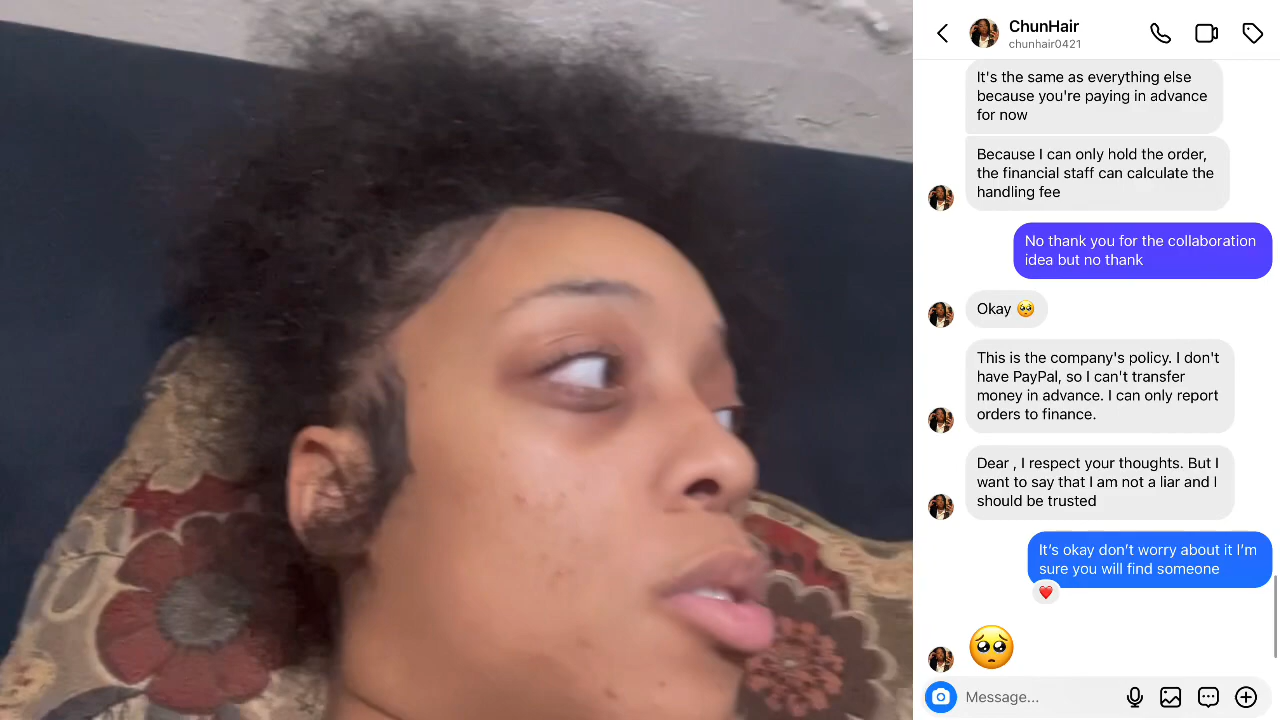 ChunHair
chunhair0421
It's the same as everything else
because you're paying in advance
for now
Because I can only hold the order,
the financial staff can calculate the
handling fee
No thank you for the collaboration
idea but no thank
Okay 🥺
This is the company's policy. I don't
have PayPal, so I can't transfer
money in advance. I can only report
orders to finance.
Dear , I respect your thoughts. But I
want to say that I am not a liar and I
should be trusted
It's okay don't worry about it I'm
sure you will find someone
Message...